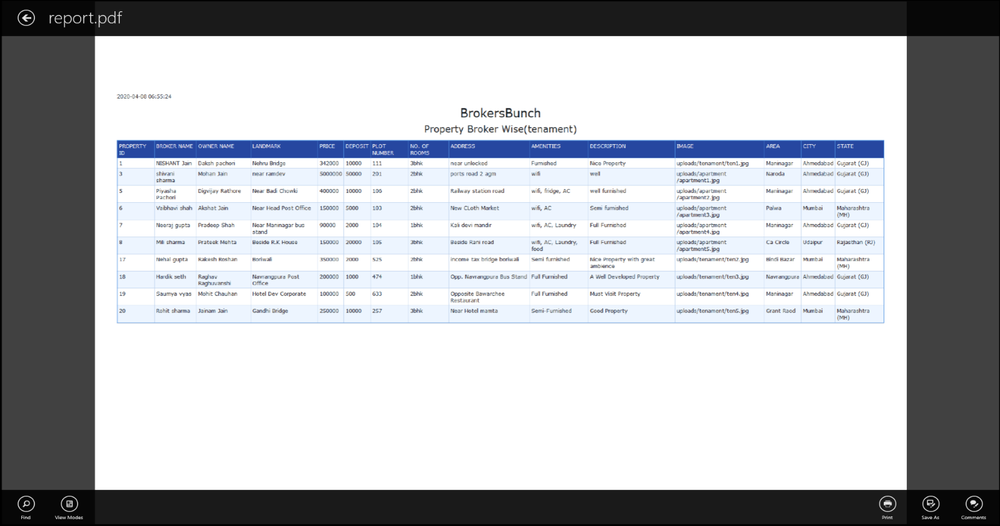 report.pdf
2020-04-08 06:55:24
BrokersBunch
Property Broker Wise(tenament)
PROPERTY ID BROKER NAME OWNER NAME LANDMARK PRICE DEPOSIT PLOT NUMBER NO. OF ROOMS ADDRESS AMENITIES DESCRIPTION IMAGE AREA CITY STATE
1 NISHANT Jain Daksh pachori Nehru Bridge 342000 10000 111 3bhk near unlocked Furnished Nice Property uploads/tenament/ten1.jpg Maninagar Ahmedabad Gujarat (GJ)
3 shivani sharma Mohan Jain near ramdev 5000000 50000 201 2bhk ports road 2 agm wifi well uploads/apartment /apartment1.jpg Naroda Ahmedabad Gujarat (GJ)
5 Piyasha Pachori Digvijay Rathore Near Badi Chowki 400000 10000 106 2bhk Railway station road wifi, fridge, AC well furnished uploads/apartment /apartment2.jpg Maninagar Ahmedabad Gujarat (GJ)
6 Vaibhavi shah Akshat Jain Near Head Post Office 150000 5000 103 2bhk New CLoth Market wifi, AC Semi furnished uploads/apartment /apartment3.jpg Palwa Mumbai Maharashtra (MH)
7 Neeraj gupta Pradeep Shah Near Maninagar bus stand 90000 2000 104 1bhk Kali devi mandir wifi, AC, Laundry Full Furnished uploads/apartment /apartment4.jpg Maninagar Ahmedabad Gujarat (GJ)
8 Mili sharma Prateek Mehta Beside R.K House 150000 20000 105 3bhk Beside Rani road wifi, AC, Laundry, food Full Furnished uploads/apartment /apartment5.jpg Ca Circle Udaipur Rajasthan (RJ)
17 Nehal gupta Rakesh Roshan Boriwali 350000 2000 525 2bhk income tax bridge boriwali Semi furnished Nice Property with great ambience uploads/tenament/ten2.jpg Bindi Bazar Mumbai Maharashtra (MH)
18 Hardik seth Raghav Raghuvanshi Navrangpura Post Office 200000 1000 474 1bhk Opp. Navrangpura Bus Stand Full Furnished A Well Developed Property uploads/tenament/ten3.jpg Navrangpura Ahmedabad Gujarat (GJ)
19 Saumya vyas Mohit Chauhan Hotel Dev Corporate 100000 500 633 2bhk Opposite Bawarchee Restaurant Full Furnished Must Visit Property uploads/tenament/ten4.jpg Maninagar Ahmedabad Gujarat (GJ)
20 Rohit sharma Jainam Jain Gandhi Bridge 250000 10000 257 3bhk Near Hotel mamta Semi-Furnished Good Property uploads/tenament/ten5.jpg Grant Raod Mumbai Maharashtra (MH)
Find View Modes Print Save As Comments